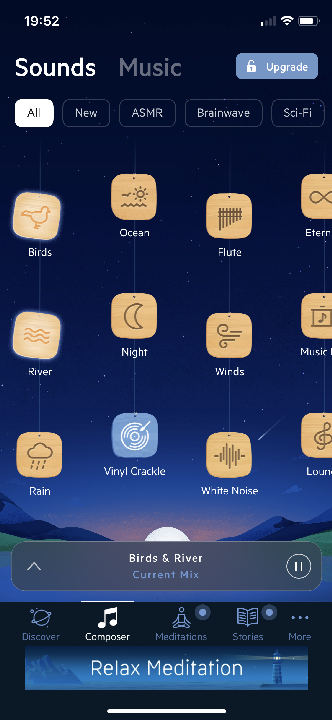 19:52
Sounds Music Upgrade
All New ASMR Brainwave Sci-Fi
Birds Ocean Flute Etern
River Night Winds Music
Rain Vinyl Crackle White Noise Loun
Birds & River
Current Mix
Discover Composer Meditations Stories More
Relax Meditation